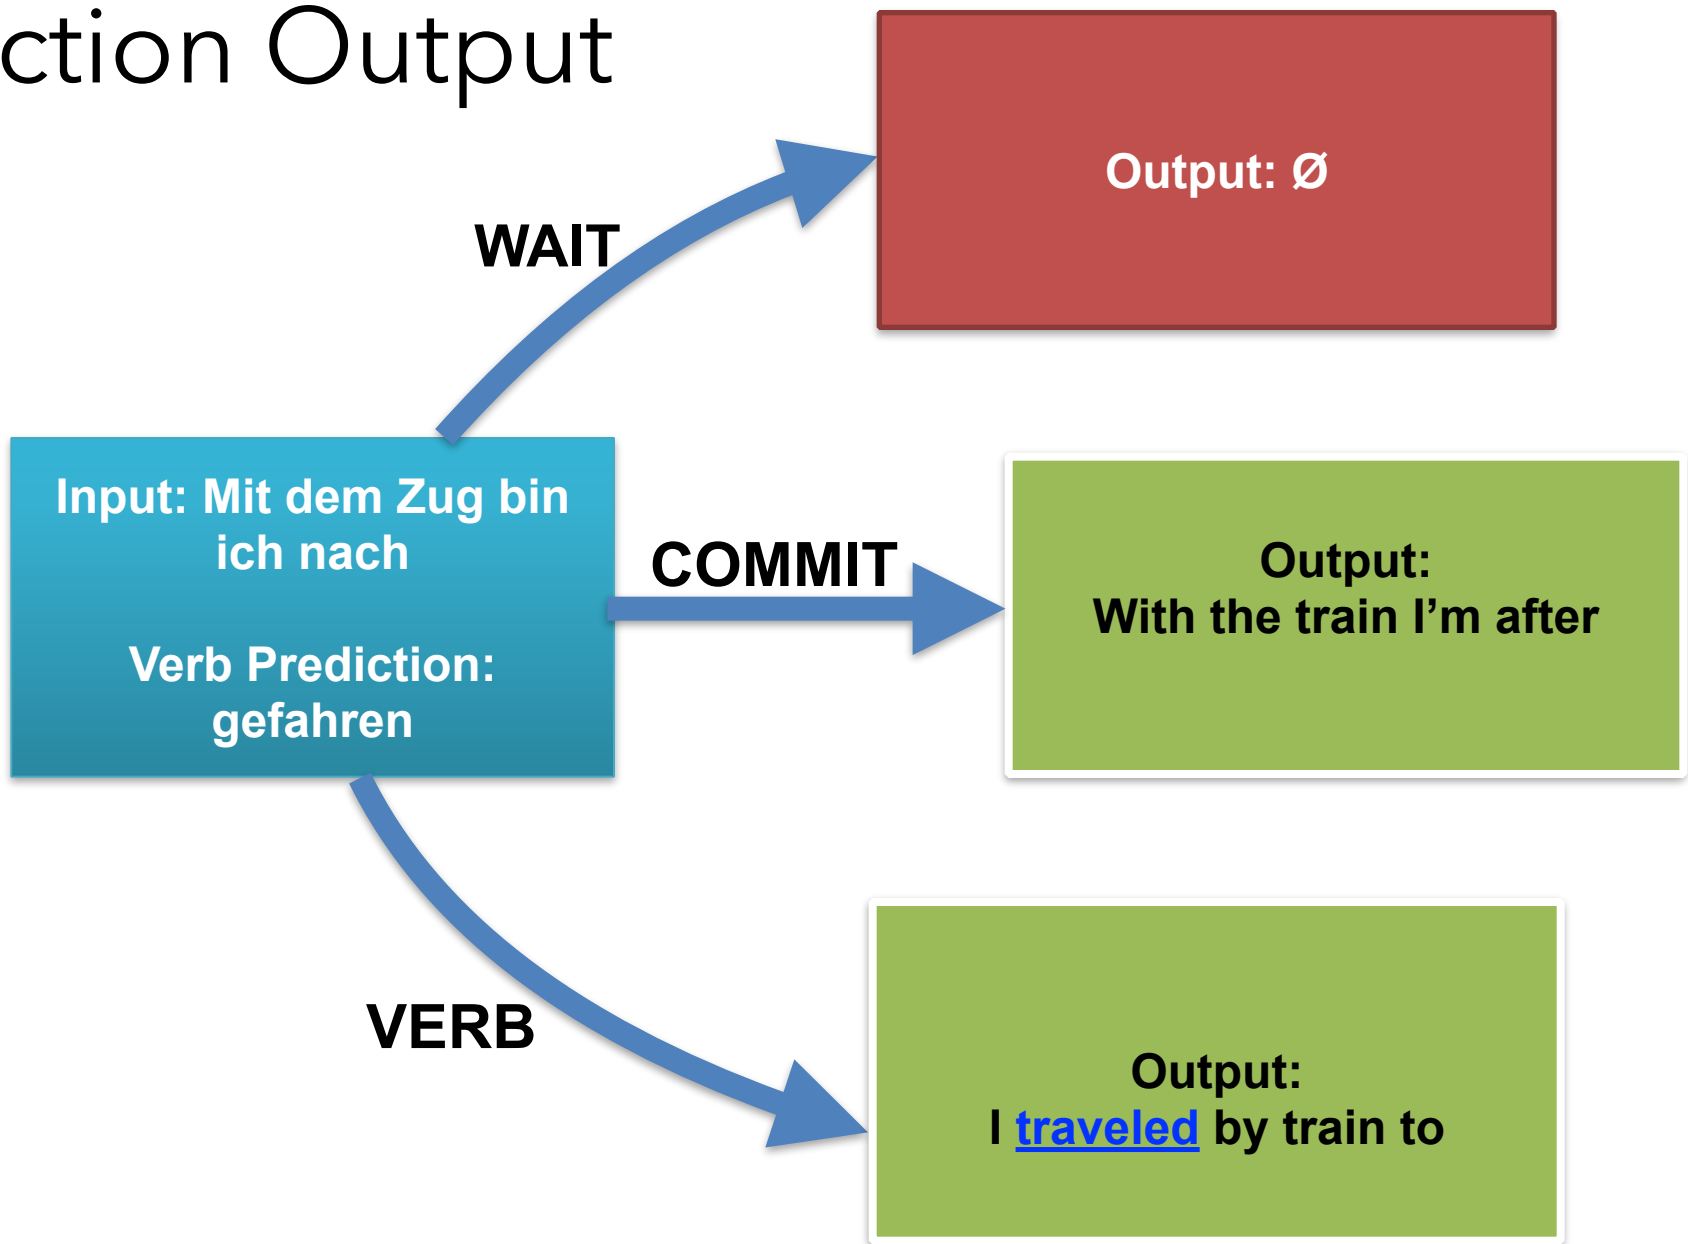 ction Output
Output: Ø
WAIT
Input: Mit dem Zug bin
ich nach
Verb Prediction:
gefahren
COMMIT
Output:
With the train I’m after
VERB
Output:
I traveled by train to